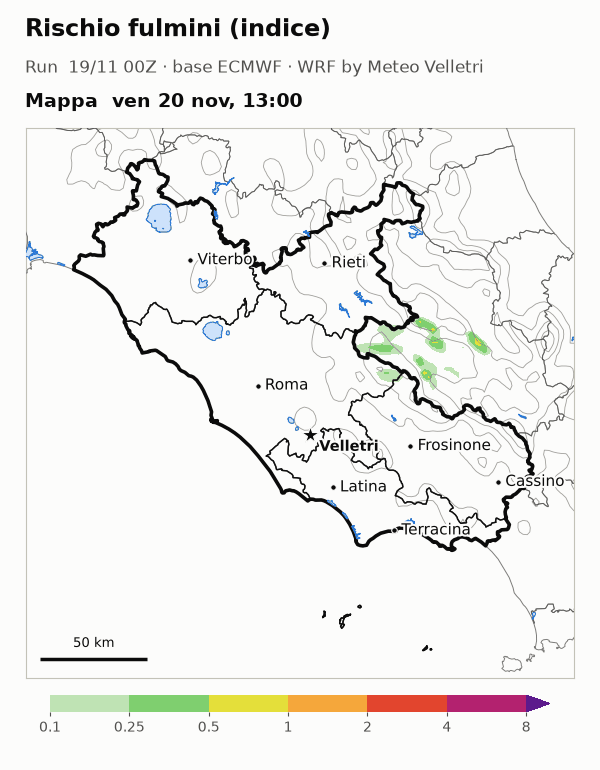 Rischio fulmini (indice)
Run  19/11 00Z · base ECMWF · WRF by Meteo Velletri
Mappa  ven 20 nov, 13:00
Viterbo
Rieti
Roma
Velletri
Frosinone
Latina
Cassino
Terracina
50 km
0.1 0.25 0.5 1 2 4 8